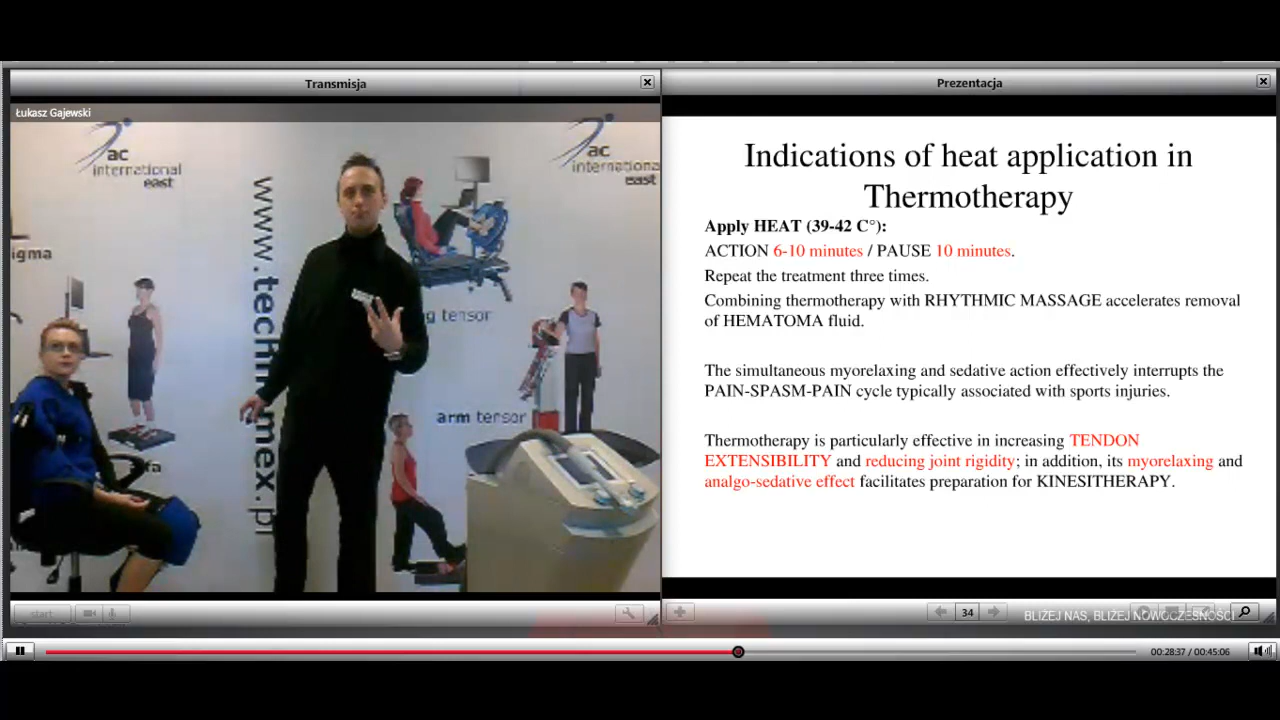 Transmisja
Prezentacja
Łukasz Gajewski
ac
international
east
ac
internationa
east
igma
www.tech
mex.pl
g tensor
arm tensor
Indications of heat application in
Thermotherapy
Apply HEAT (39-42 C°):
ACTION 6-10 minutes / PAUSE 10 minutes.
Repeat the treatment three times.
Combining thermotherapy with RHYTHMIC MASSAGE accelerates removal
of HEMATOMA fluid.
The simultaneous myorelaxing and sedative action effectively interrupts the
PAIN-SPASM-PAIN cycle typically associated with sports injuries.
Thermotherapy is particularly effective in increasing TENDON
EXTENSIBILITY and reducing joint rigidity; in addition, its myorelaxing and
analgo-sedative effect facilitates preparation for KINESITHERAPY.
start
34
BLIŻEJ NAS, BLIŻEJ NOWOCZESNOŚCI
00:28:37 / 00:45:06